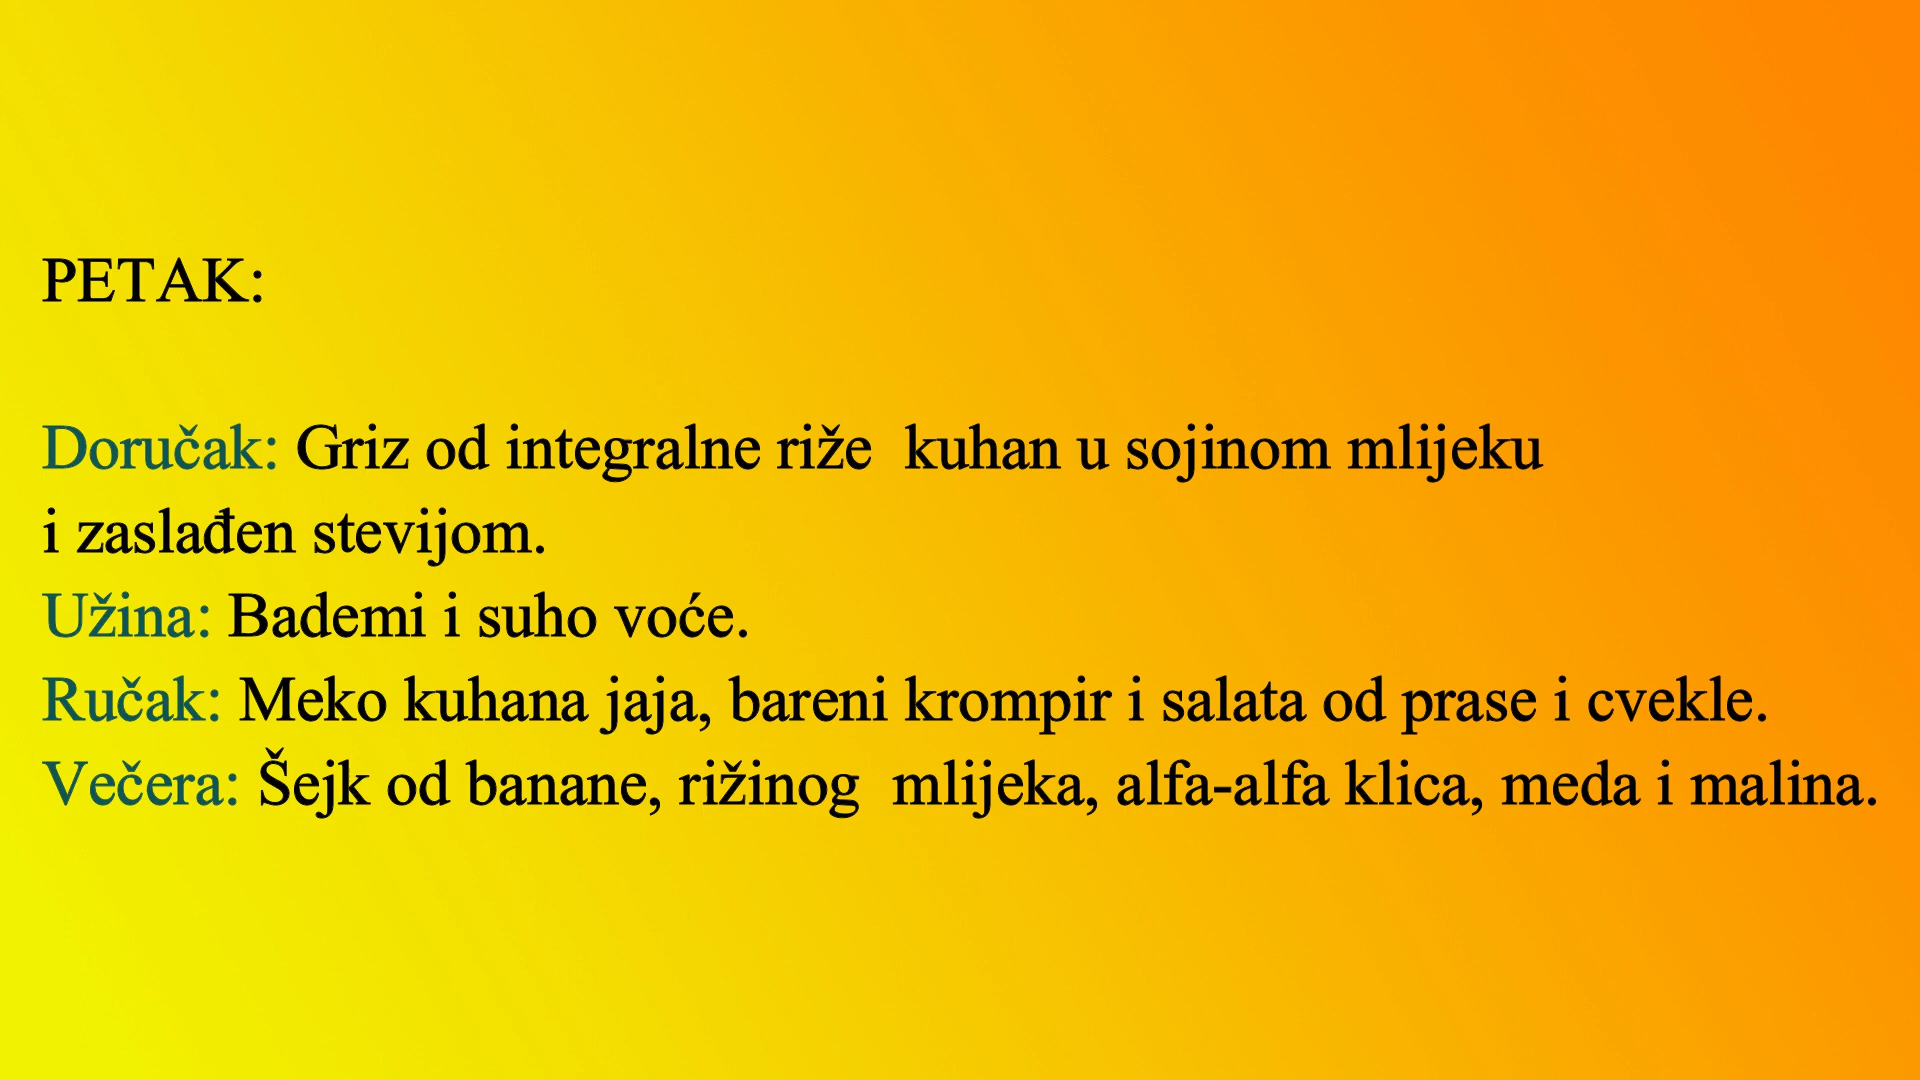 PETAK:
Doručak: Griz od integralne riže  kuhan u sojinom mlijeku
i zaslađen stevijom.
Užina: Bademi i suho voće.
Ručak: Meko kuhana jaja, bareni krompir i salata od prase i cvekle.
Večera: Šejk od banane, rižinog  mlijeka, alfa-alfa klica, meda i malina.